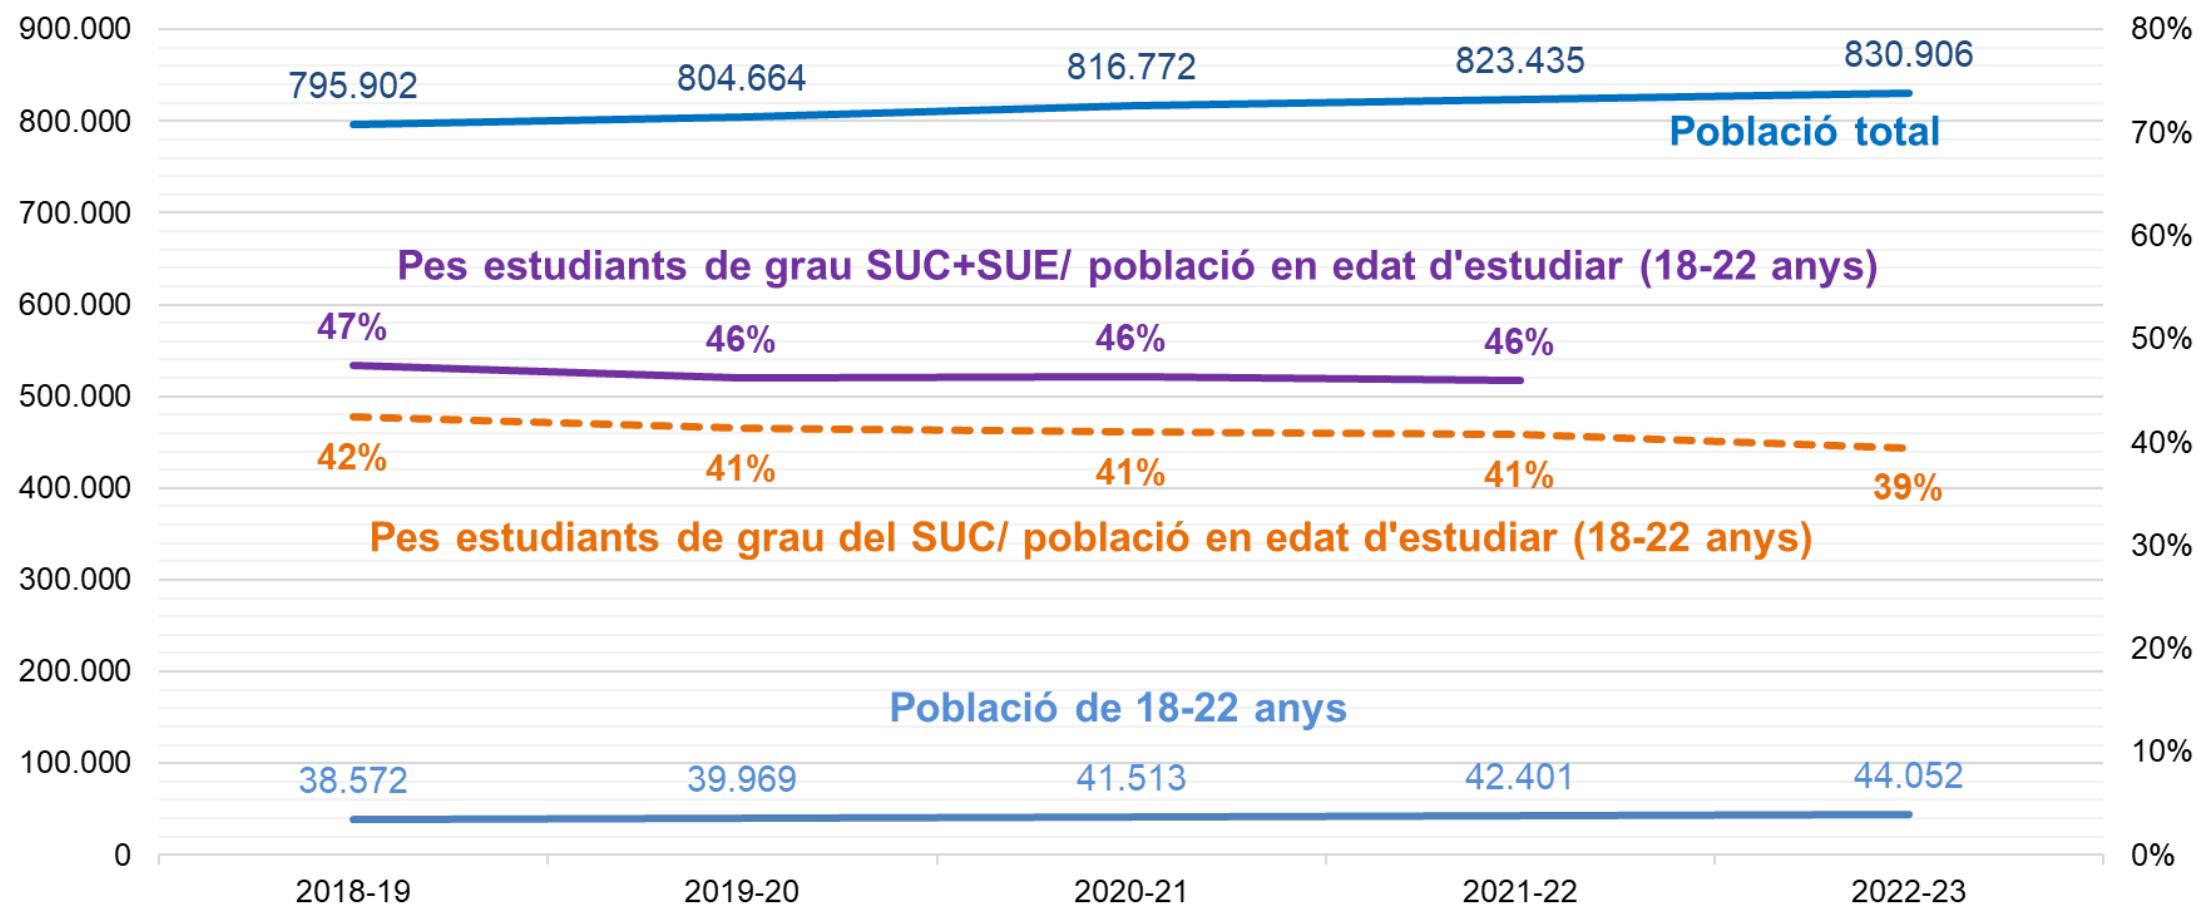 900.000
800.000
700.000
600.000
500.000
400.000
300.000
200.000
100.000
0
80%
70%
60%
50%
40%
30%
20%
10%
0%
795.902 804.664 816.772 823.435 830.906
Població total
Pes estudiants de grau SUC+SUE/ població en edat d'estudiar (18-22 anys)
47% 46% 46% 46%
42% 41% 41% 41% 39%
Pes estudiants de grau del SUC/ població en edat d'estudiar (18-22 anys)
Població de 18-22 anys
38.572 39.969 41.513 42.401 44.052
2018-19 2019-20 2020-21 2021-22 2022-23